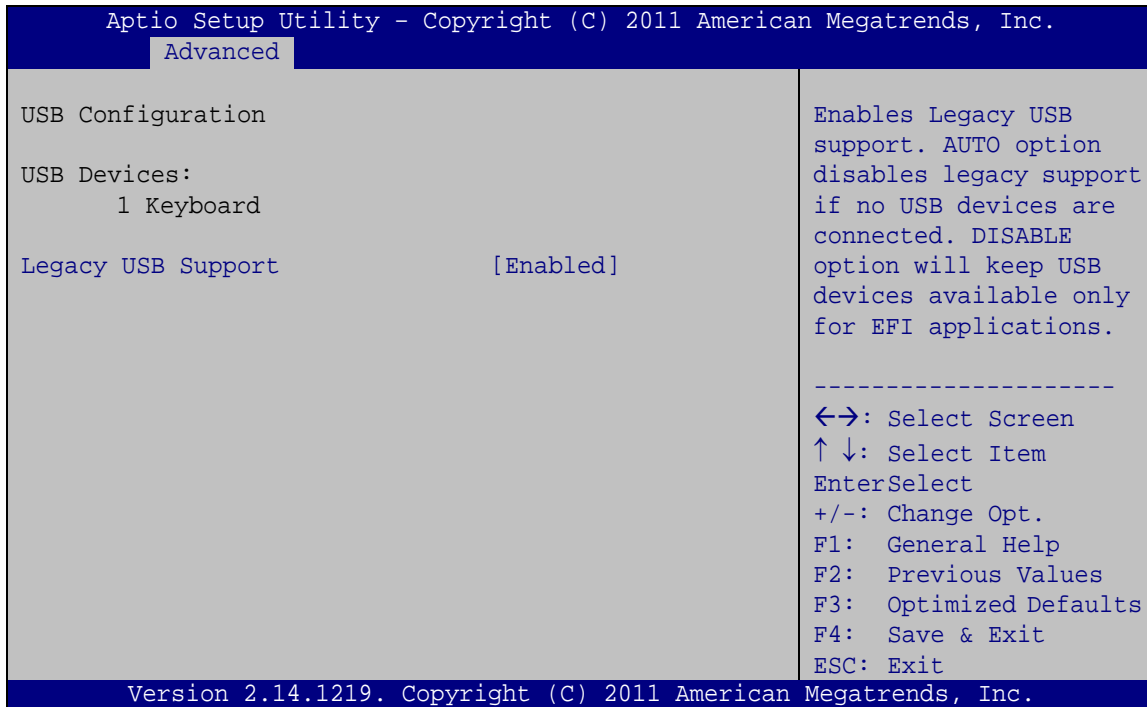 Aptio Setup Utility – Copyright (C) 2011 American Megatrends, Inc.
Advanced
USB Configuration
USB Devices:
1 Keyboard
Legacy USB Support [Enabled]
Enables Legacy USB
support. AUTO option
disables legacy support
if no USB devices are
connected. DISABLE
option will keep USB
devices available only
for EFI applications.
---------------------
←→: Select Screen
↑ ↓: Select Item
EnterSelect
+/-: Change Opt.
F1: General Help
F2: Previous Values
F3: Optimized Defaults
F4: Save & Exit
ESC: Exit
Version 2.14.1219. Copyright (C) 2011 American Megatrends, Inc.